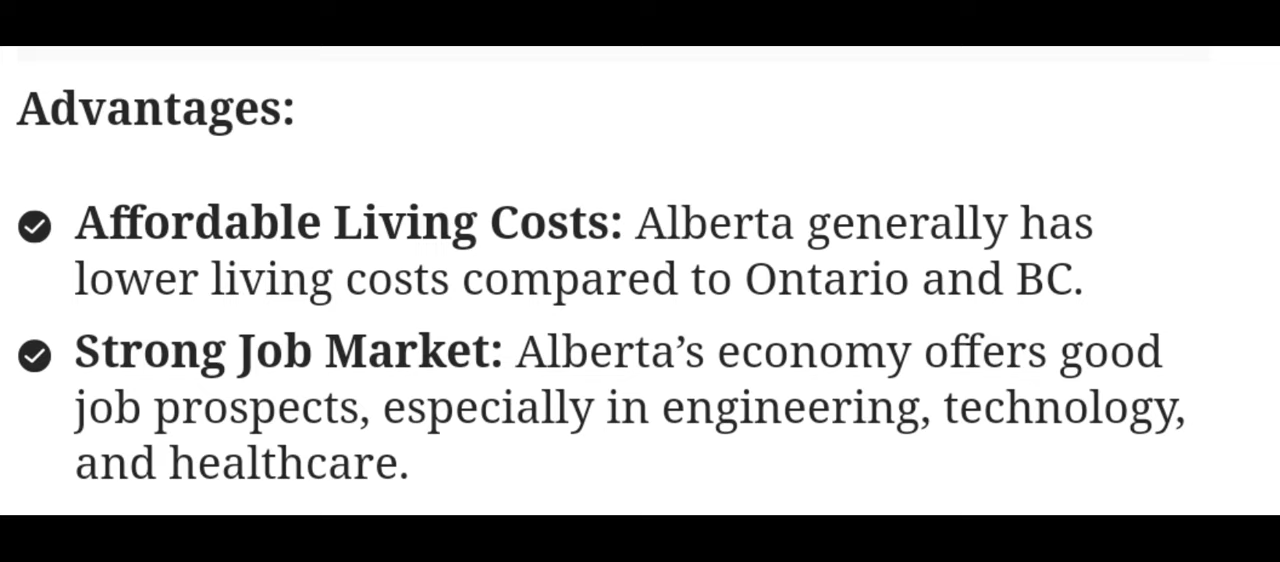 Advantages:
Affordable Living Costs: Alberta generally has
lower living costs compared to Ontario and BC.
Strong Job Market: Alberta’s economy offers good
job prospects, especially in engineering, technology,
and healthcare.